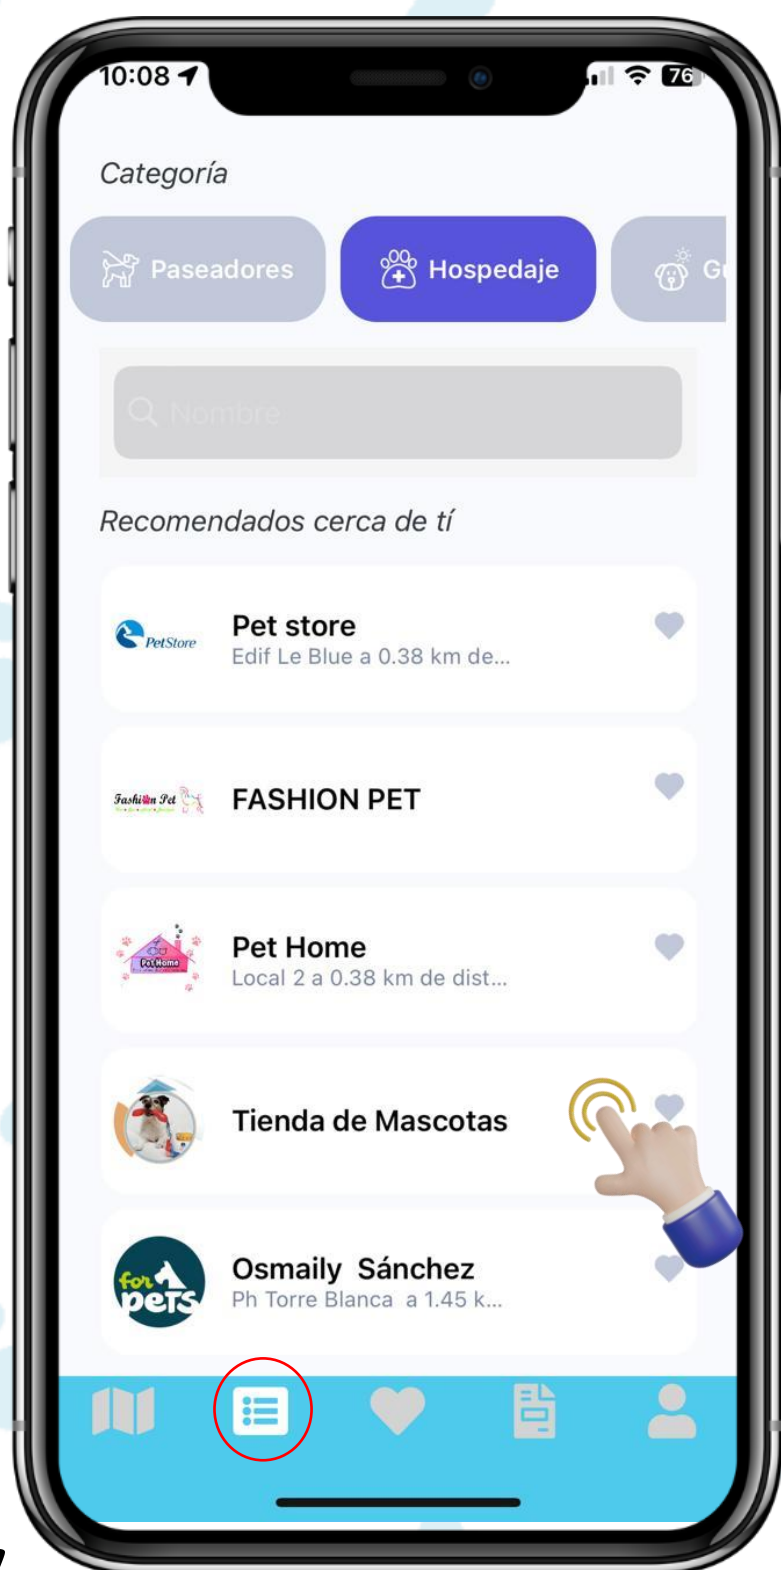 10:08
76
Categoría
Paseadores
Hospedaje
Gu
Nombre
Recomendados cerca de tí
PetStore
Pet store
Edif Le Blue a 0.38 km de...
Fashion Pet
FASHION PET
Pet Home
Pet Home
Local 2 a 0.38 km de dist...
Tienda de Mascotas
for
pets
Osmaily Sánchez
Ph Torre Blanca a 1.45 k...